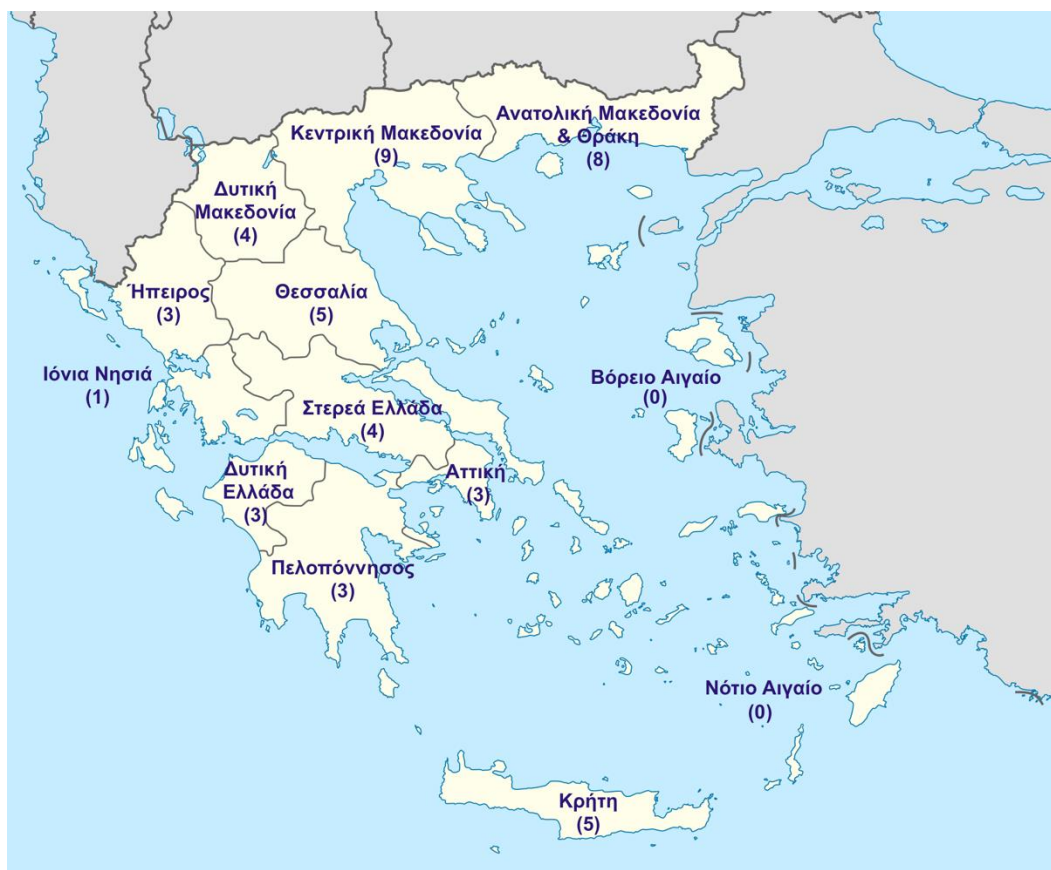 Ανατολική Μακεδονία
& Θράκη
(8)
Κεντρική Μακεδονία
(9)
Δυτική
Μακεδονία
(4)
Ήπειρος
(3)
Θεσσαλία
(5)
Ιόνια Νησιά
(1)
Βόρειο Αιγαίο
(0)
Στερεά Ελλάδα
(4)
Δυτική
Ελλάδα
(3)
Αττική
(3)
Πελοπόννησος
(3)
Νότιο Αιγαίο
(0)
Κρήτη
(5)